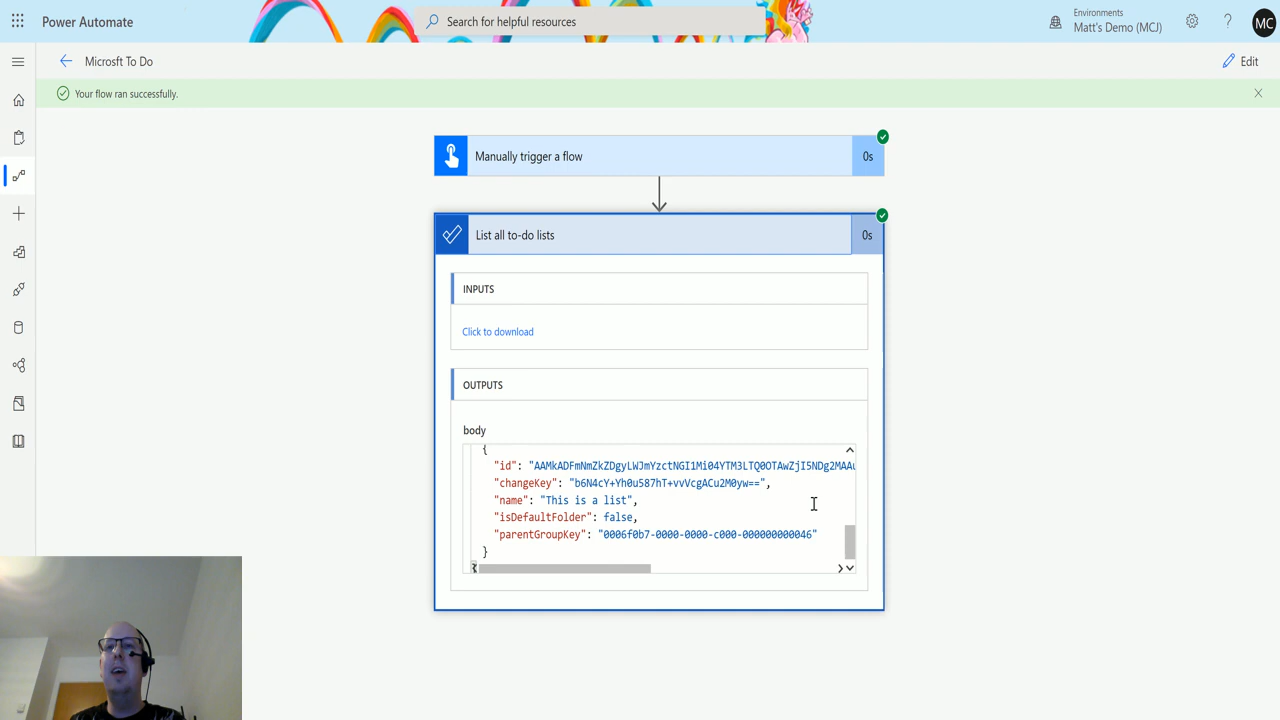 Power Automate
Search for helpful resources
Environments
Matt's Demo (MCJ)
MC
Microsft To Do
Edit
Your flow ran successfully.
Manually trigger a flow
0s
List all to-do lists
0s
INPUTS
Click to download
OUTPUTS
body
{
"id": "AAMkADFmNmZkZDgyLWJmYzctNGI1Mi04YTM3LTQ0OTAwZjI5NDg2MAAu
"changeKey": "b6N4cY+Yh0u587hT+vvVcgACu2M0yw==",
"name": "This is a list",
"isDefaultFolder": false,
"parentGroupKey": "0006f0b7-0000-0000-c000-000000000046"
}